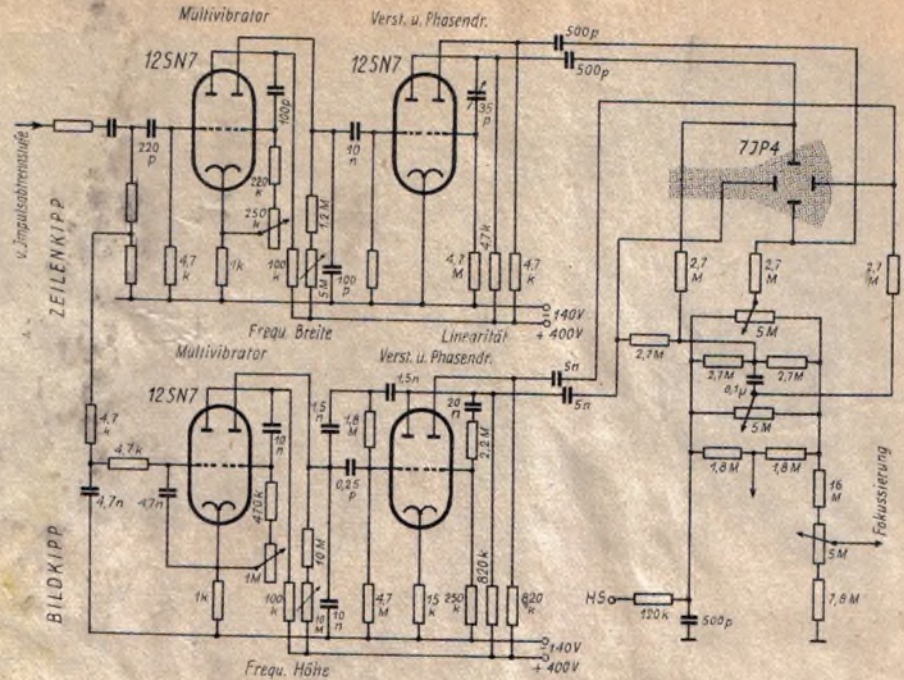 Multivibrator
Verst. u. Phasendr.
12SN7
12SN7
500p
500p
100p
35 p
7JP4
v. Impulsabtrennstufe
220 p
10 n
220 k
250 k
1,2 M
4,7 k
1k
100 k
5 M
100 p
4,7 M
47k
4,7 k
2,7 M
2,7 M
2,7 M
ZEILENKIPP
140V
+ 400V
Frequ. Breite
Linearität
5M
2,7M
2,7M
2,7M
0,1µ
5M
1,8M
1,8M
Multivibrator
Verst. u. Phasendr.
12SN7
12SN7
5n
5n
1,5n
20 n
10 n
1,5 n
1,8 M
2,2M
4,7 k
4,7k
0,25 p
4,7n
4,7n
470k
10M
820k
1M
1k
100 k
16 M
10 n
4,7 M
15 k
250 k
820 k
16 M
5M
Fokussierung
7,8M
HS
120k
500p
BILDKIPP
140V
+ 400V
Frequ. Höhe